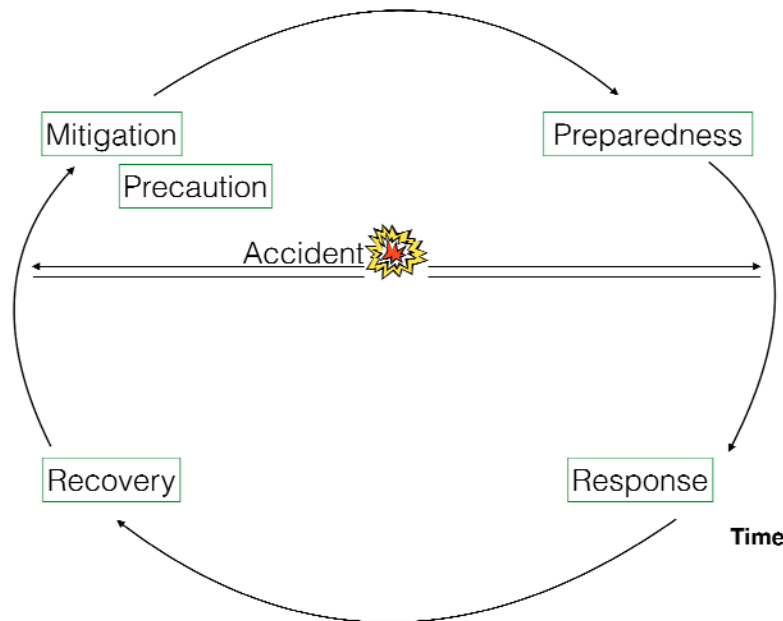 Mitigation
Preparedness
Precaution
Accident
Recovery
Response
Time